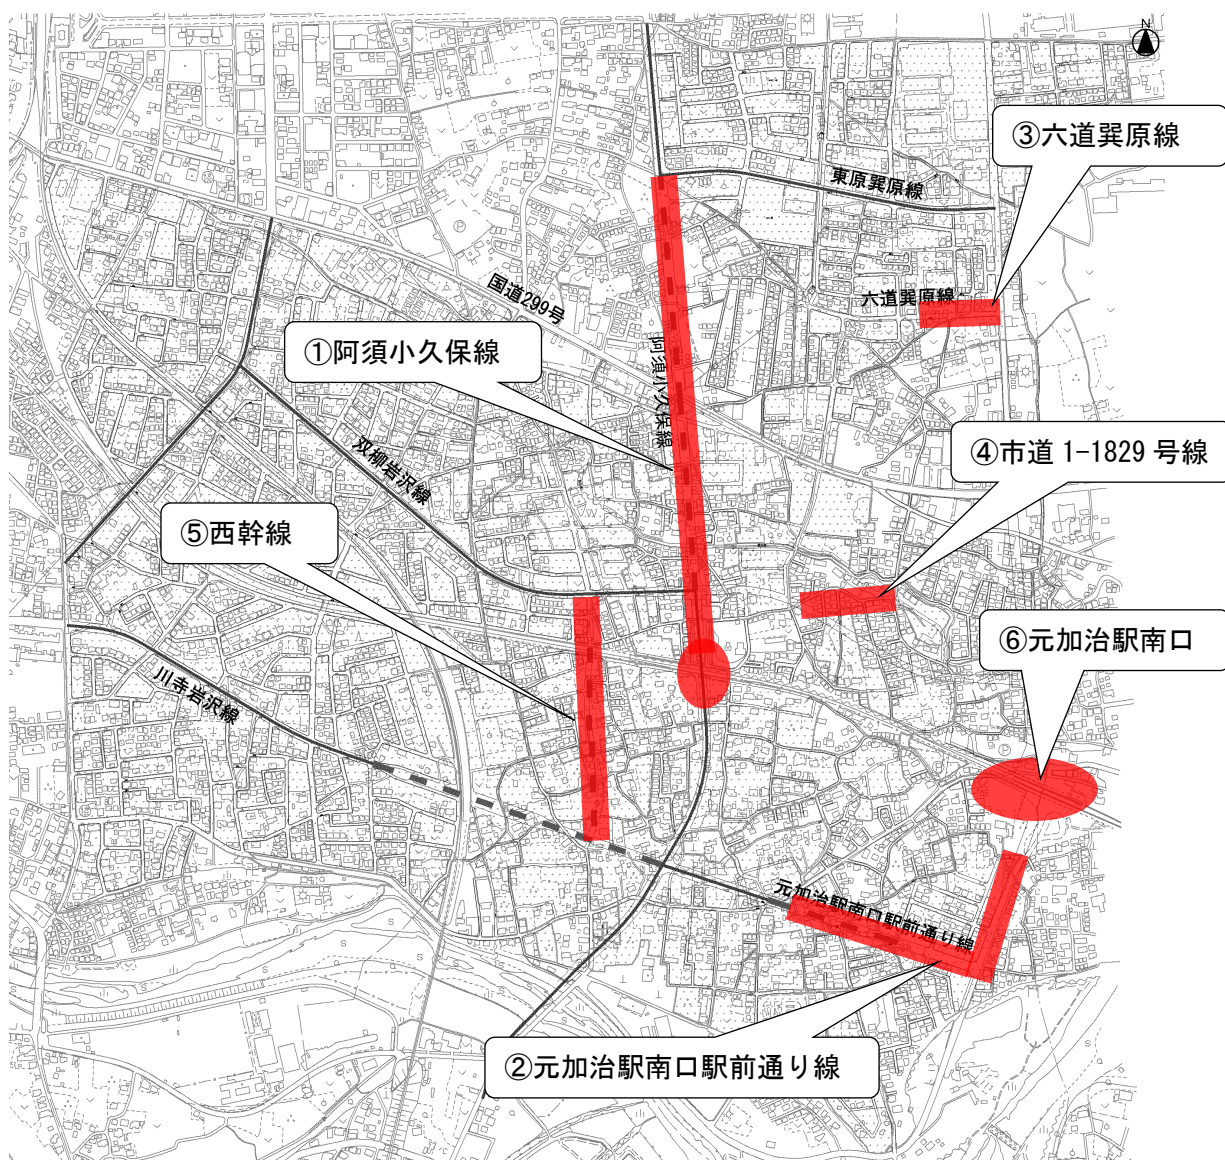 N
③六道巽原線
東原巽原線
六道巽原線
国道299号
①阿須小久保線
阿須小久保線
双柳岩沢線
④市道 1-1829 号線
⑤西幹線
⑥元加治駅南口
川寺岩沢線
元加治駅南口駅前通り線
②元加治駅南口駅前通り線